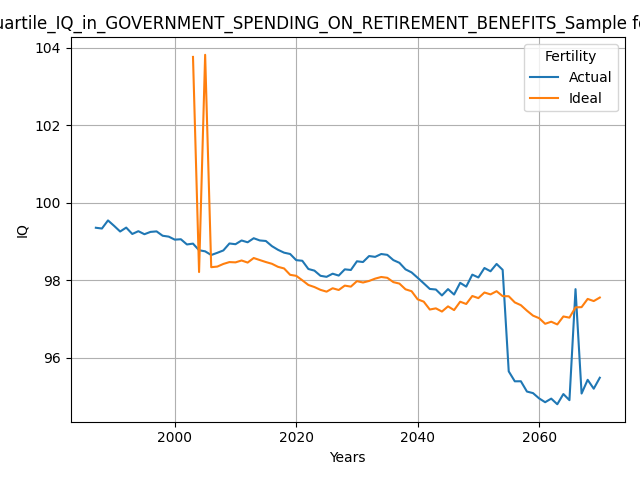 uartile_IQ_in_GOVERNMENT_SPENDING_ON_RETIREMENT_BENEFITS_Sample fe
Fertility
Actual
Ideal
104
102
100
98
96
IQ
2000 2020 2040 2060
Years